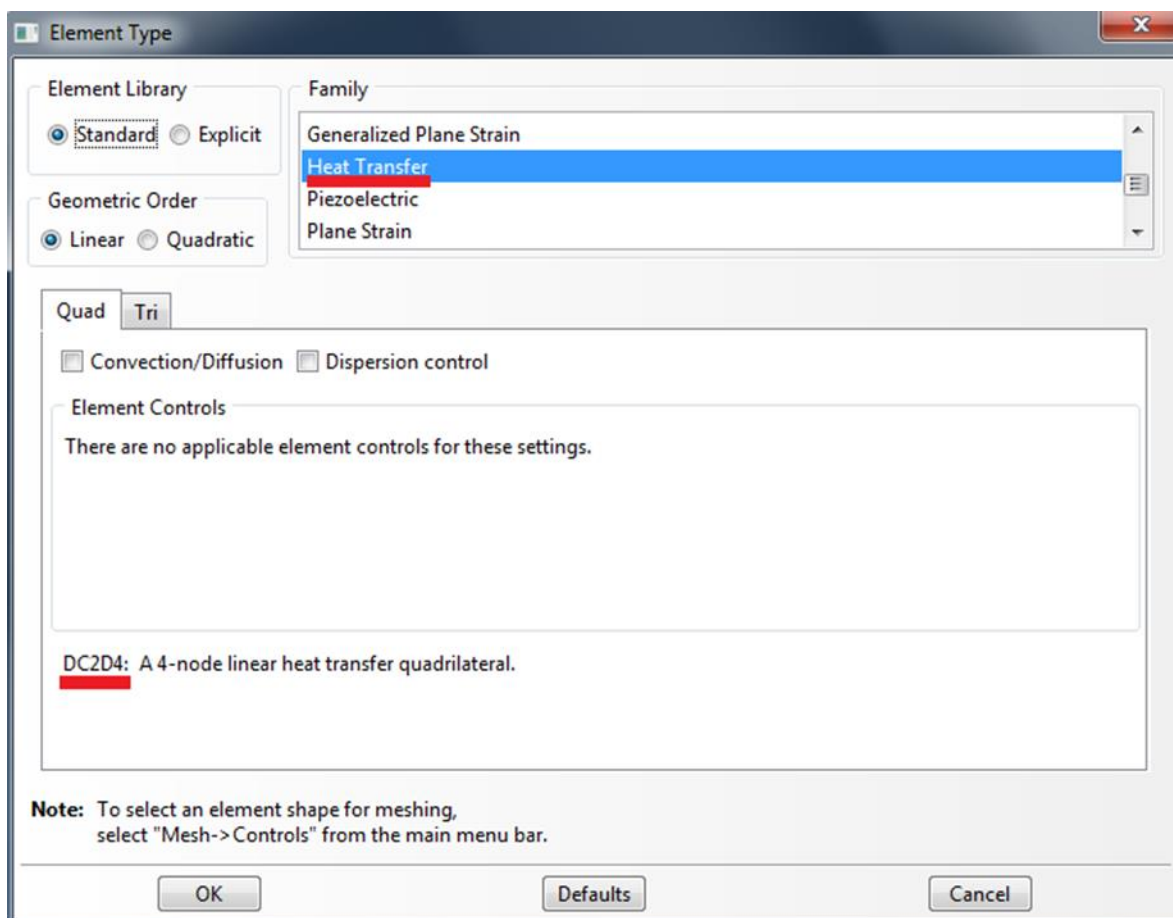 Element Type
Element Library
Standard Explicit
Geometric Order
Linear Quadratic
Family
Generalized Plane Strain
Heat Transfer
Piezoelectric
Plane Strain
Quad Tri
Convection/Diffusion Dispersion control
Element Controls
There are no applicable element controls for these settings.
DC2D4: A 4-node linear heat transfer quadrilateral.
Note: To select an element shape for meshing,
select "Mesh->Controls" from the main menu bar.
OK Defaults Cancel